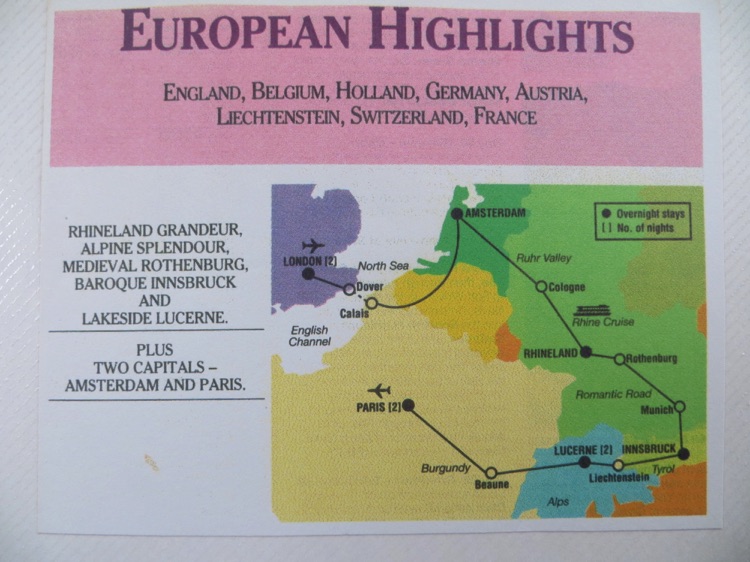 EUROPEAN HIGHLIGHTS
ENGLAND, BELGIUM, HOLLAND, GERMANY, AUSTRIA,
LIECHTENSTEIN, SWITZERLAND, FRANCE
RHINELAND GRANDEUR,
ALPINE SPLENDOUR,
MEDIEVAL ROTHENBURG,
BAROQUE INNSBRUCK
AND
LAKESIDE LUCERNE.
PLUS
TWO CAPITALS –
AMSTERDAM AND PARIS.
AMSTERDAM
Overnight stays
[ ] No. of nights
LONDON [2]
North Sea
Ruhr Valley
Dover
Cologne
Calais
English
Channel
Rhine Cruise
RHINELAND
Rothenburg
Romantic Road
PARIS [2]
Munich
LUCERNE [2]
INNSBRUCK
Burgundy
Beaune
Liechtenstein
Tyrol
Alps